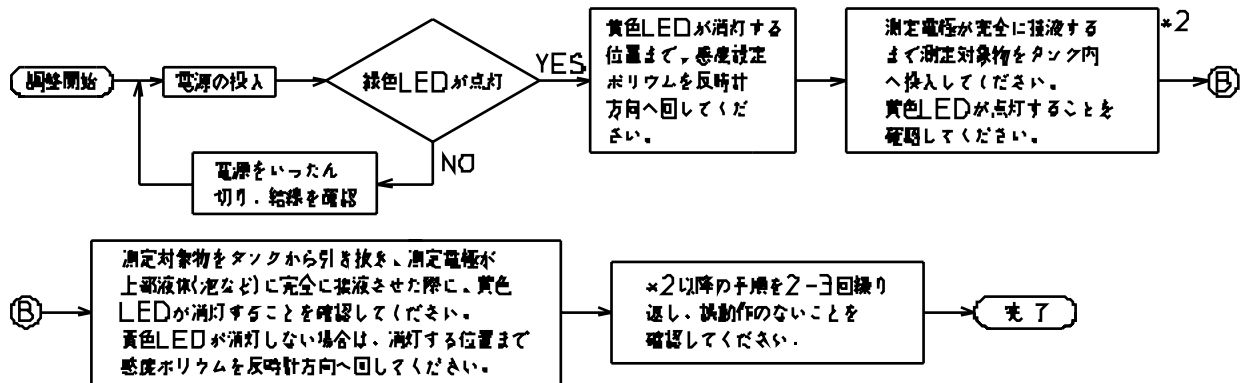 調整開始
電源の投入
緑色LEDが点灯
YES
NO
電源をいったん
切り、結線を確認
黄色LEDが消灯する
位置まで、感度設定
ボリウムを反時計
方向へ回してくだ
さい。
測定電極が完全に接液する
まで測定対象物をタンク内
へ投入してください。
黄色LEDが点灯することを
確認してください。
*2
B
B
測定対象物をタンクから引き抜き、測定電極が
上部液体(泡など)に完全に接液させた際に、黄色
LEDが消灯することを確認してください。
黄色LEDが消灯しない場合は、消灯する位置まで
感度ボリウムを反時計方向へ回してください。
*2以降の手順を2-3回繰り
返し、誤動作のないことを
確認してください.
完了